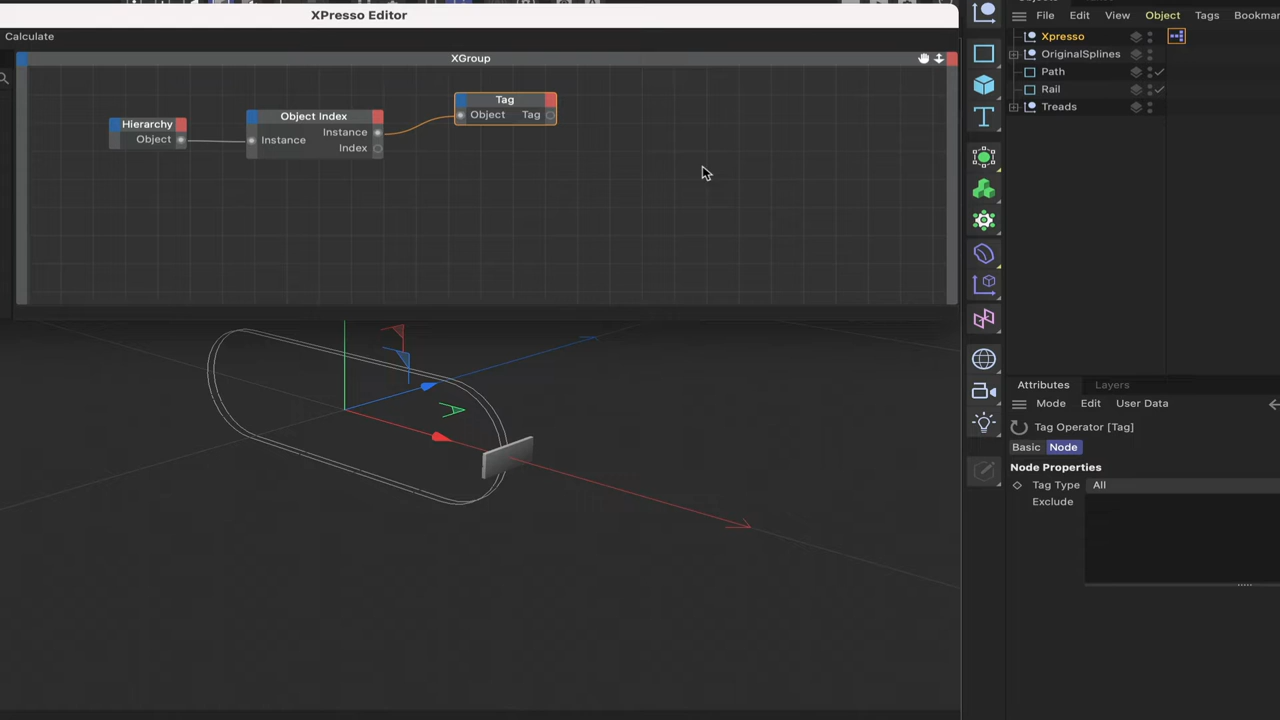 XPresso Editor
Calculate
XGroup
Hierarchy
Object
Object Index
Instance
Instance
Index
Tag
Object Tag
File Edit View Object Tags Bookmar
Xpresso
OriginalSplines
Path
Rail
Treads
Attributes Layers
Mode Edit User Data
Tag Operator [Tag]
Basic Node
Node Properties
Tag Type All
Exclude